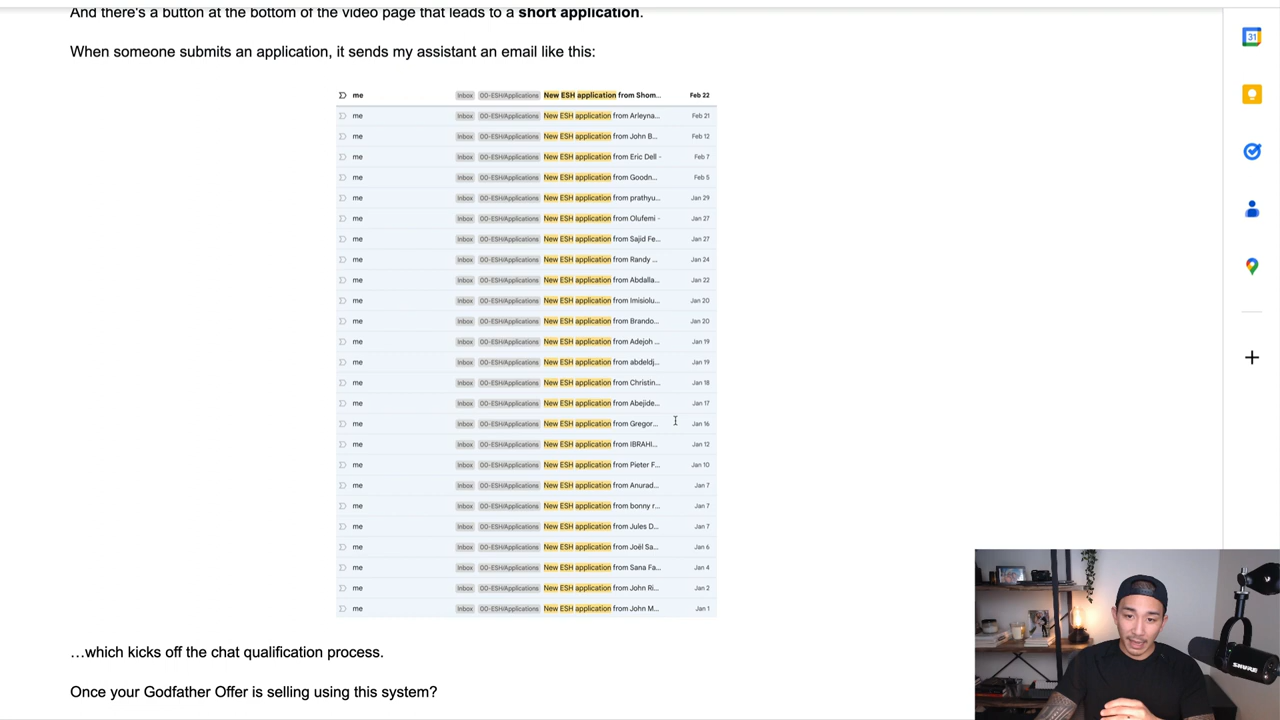 And there's a button at the bottom of the video page that leads to a short application.
When someone submits an application, it sends my assistant an email like this:
me Inbox 00-ESH/Applications New ESH application from Shom... Feb 22
me Inbox 00-ESH/Applications New ESH application from Arleyna... Feb 21
me Inbox 00-ESH/Applications New ESH application from John B... Feb 12
me Inbox 00-ESH/Applications New ESH application from Eric Dell - Feb 7
me Inbox 00-ESH/Applications New ESH application from Goodn... Feb 5
me Inbox 00-ESH/Applications New ESH application from prathyu... Jan 29
me Inbox 00-ESH/Applications New ESH application from Olufemi - Jan 27
me Inbox 00-ESH/Applications New ESH application from Sajid Fe... Jan 27
me Inbox 00-ESH/Applications New ESH application from Randy ... Jan 24
me Inbox 00-ESH/Applications New ESH application from Abdalla... Jan 22
me Inbox 00-ESH/Applications New ESH application from Imisiolu... Jan 20
me Inbox 00-ESH/Applications New ESH application from Brando... Jan 20
me Inbox 00-ESH/Applications New ESH application from Adejoh ... Jan 19
me Inbox 00-ESH/Applications New ESH application from abdeldj... Jan 19
me Inbox 00-ESH/Applications New ESH application from Christin... Jan 18
me Inbox 00-ESH/Applications New ESH application from Abejide... Jan 17
me Inbox 00-ESH/Applications New ESH application from Gregor... Jan 16
me Inbox 00-ESH/Applications New ESH application from IBRAHI... Jan 12
me Inbox 00-ESH/Applications New ESH application from Pieter F... Jan 10
me Inbox 00-ESH/Applications New ESH application from Anurad... Jan 7
me Inbox 00-ESH/Applications New ESH application from bonny r... Jan 7
me Inbox 00-ESH/Applications New ESH application from Jules D... Jan 7
me Inbox 00-ESH/Applications New ESH application from Joël Sa... Jan 6
me Inbox 00-ESH/Applications New ESH application from Sana Fa... Jan 4
me Inbox 00-ESH/Applications New ESH application from John Ri... Jan 2
me Inbox 00-ESH/Applications New ESH application from John M... Jan 1
…which kicks off the chat qualification process.
Once your Godfather Offer is selling using this system?
31
SHURE